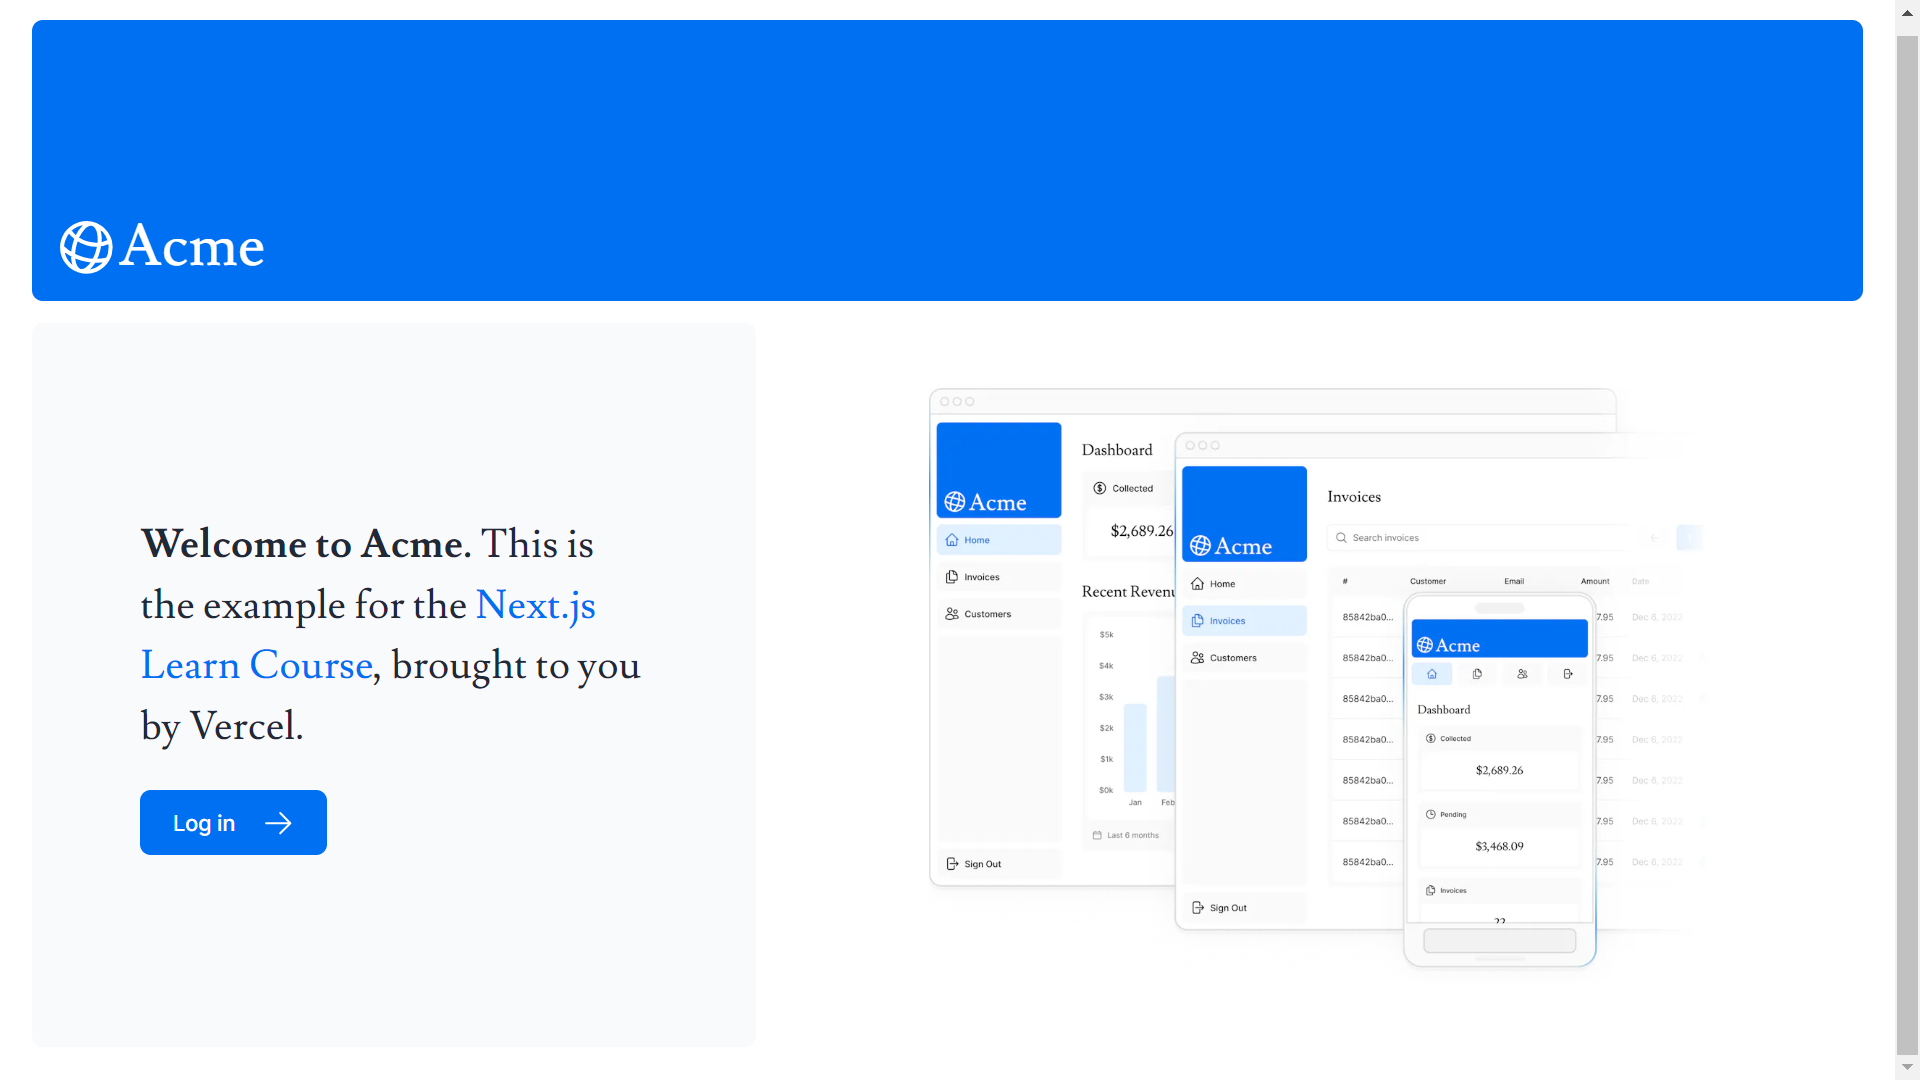 Acme
Welcome to Acme. This is
the example for the Next.js
Learn Course, brought to you
by Vercel.
Log in
Acme
Home
Invoices
Customers
Sign Out
Dashboard
Collected
$2,689.26
Recent Revenu
$5k
$4k
$3k
$2k
$1k
$0k
Jan Feb
Last 6 months
Acme
Home
Invoices
Customers
Sign Out
Invoices
Search invoices
# Customer Email Amount Date
85842ba0... 7.95 Dec 6, 2022
85842ba0... 7.95 Dec 6, 2022
85842ba0... 7.95 Dec 6, 2022
85842ba0... 7.95 Dec 6, 2022
85842ba0... 7.95 Dec 6, 2022
85842ba0... 7.95 Dec 6, 2022
85842ba0... 7.95 Dec 6, 2022
Acme
Dashboard
Collected
$2,689.26
Pending
$3,468.09
Invoices
22